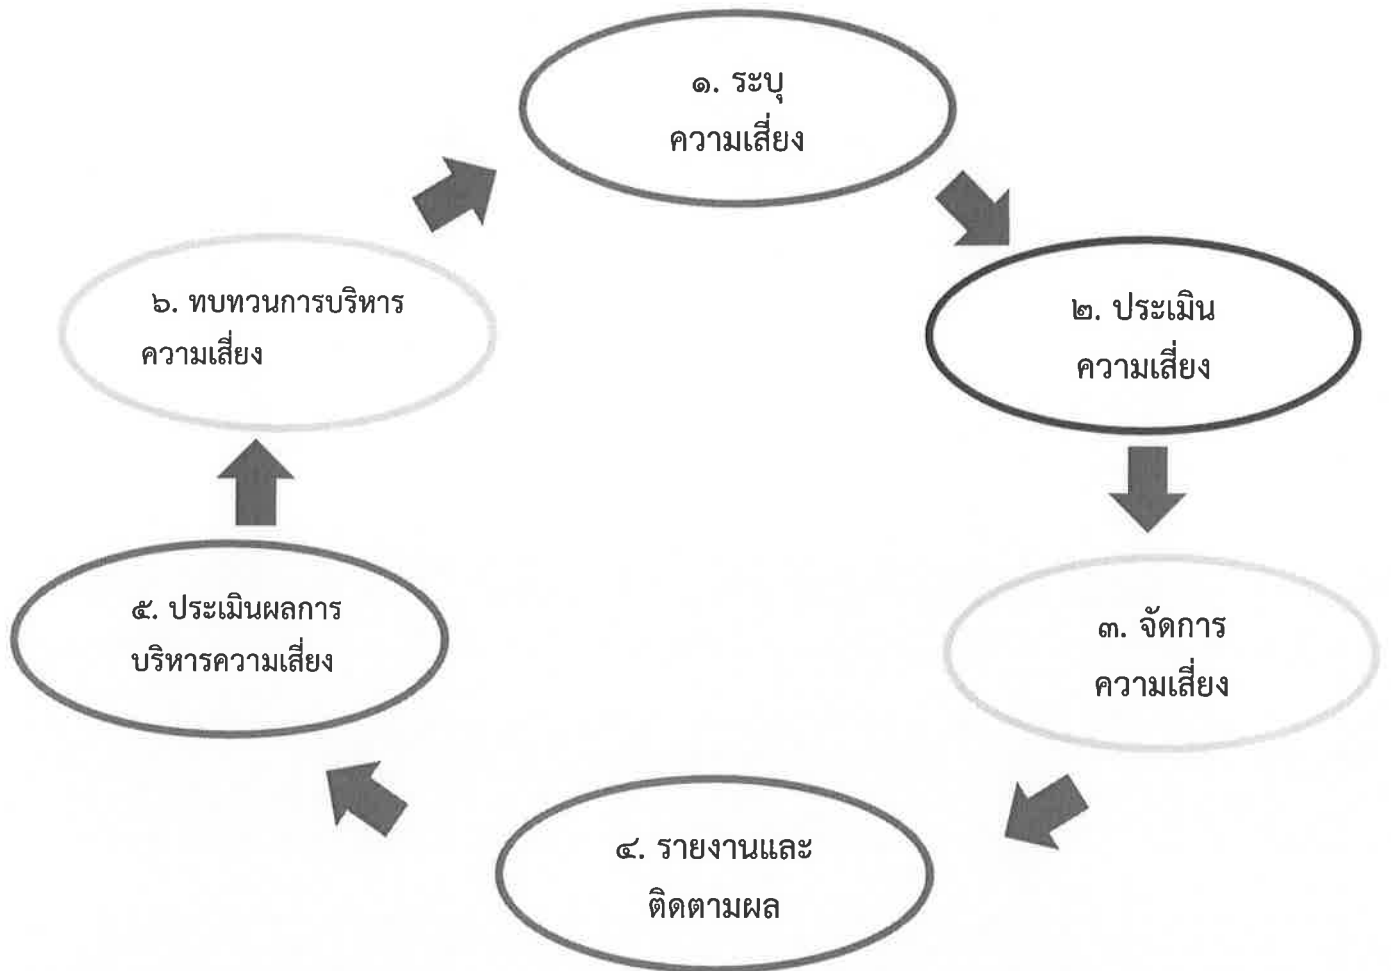 ๑. ระบุ
ความเสี่ยง
๒. ประเมิน
ความเสี่ยง
๓. จัดการ
ความเสี่ยง
๔. รายงานและ
ติดตามผล
๕. ประเมินผลการ
บริหารความเสี่ยง
๖. ทบทวนการบริหาร
ความเสี่ยง